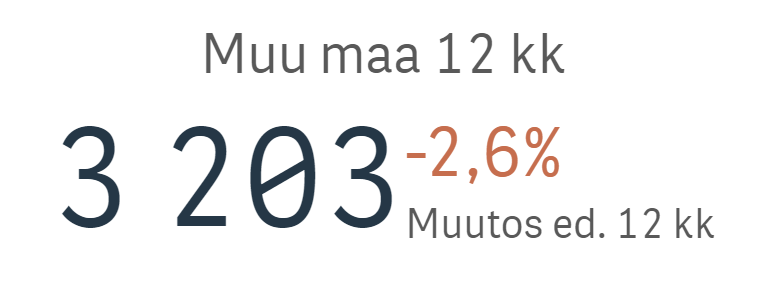 Muu maa 12 kk
3 203
-2,6%
Muutos ed. 12 kk